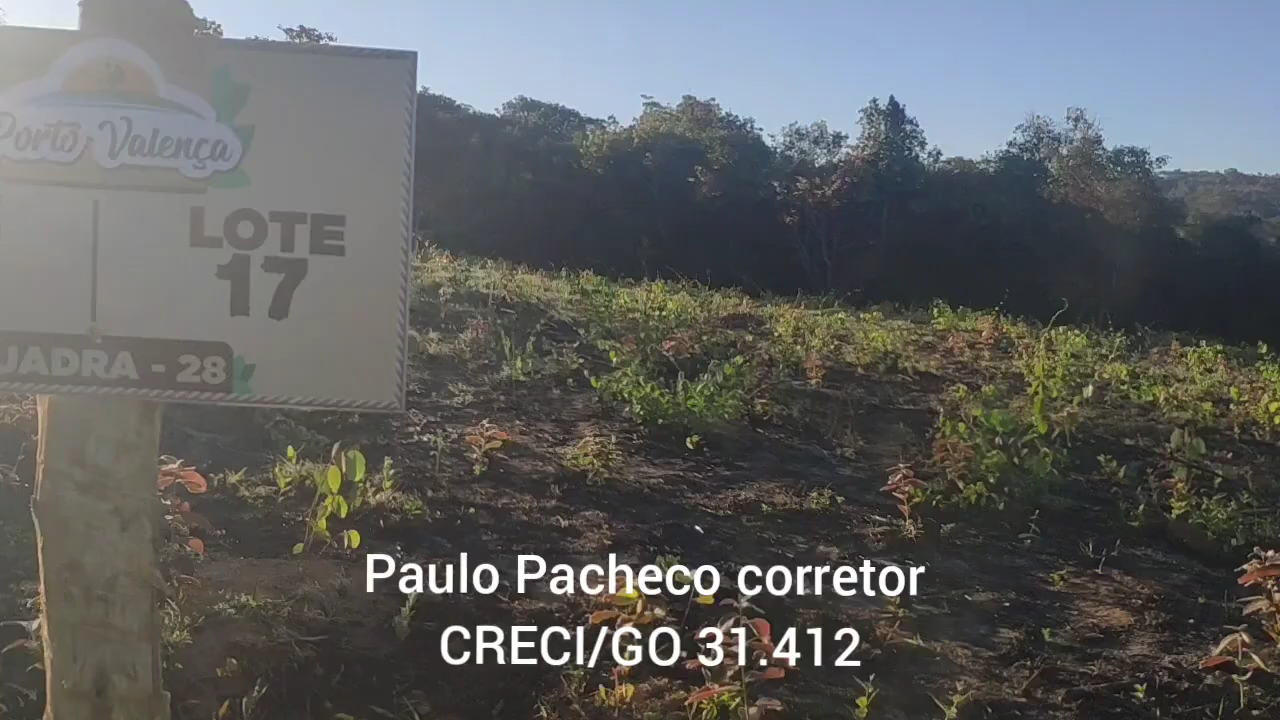 Porto Valença
LOTE
17
UADRA - 28
Paulo Pacheco corretor
CRECI/GO 31.412